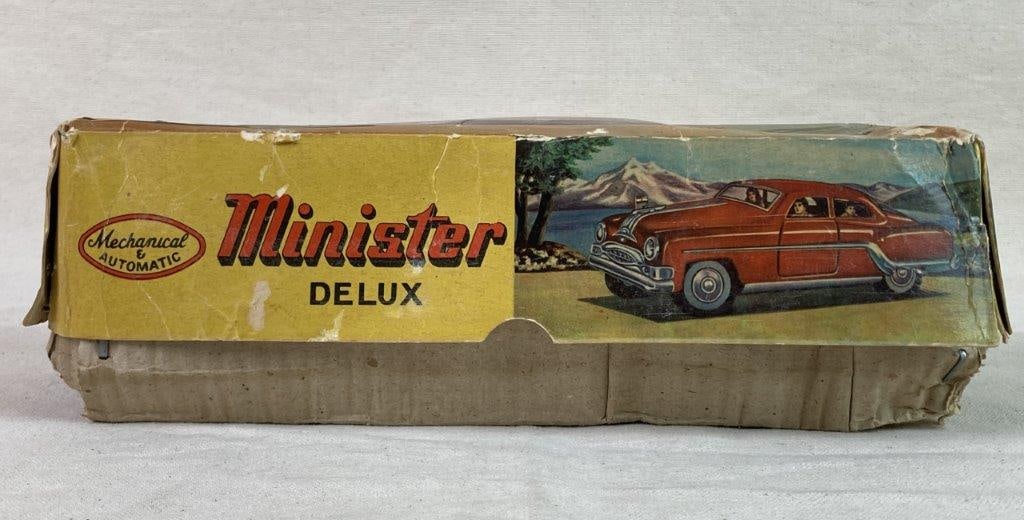 Mechanical
&
AUTOMATIC
Minister
DELUX